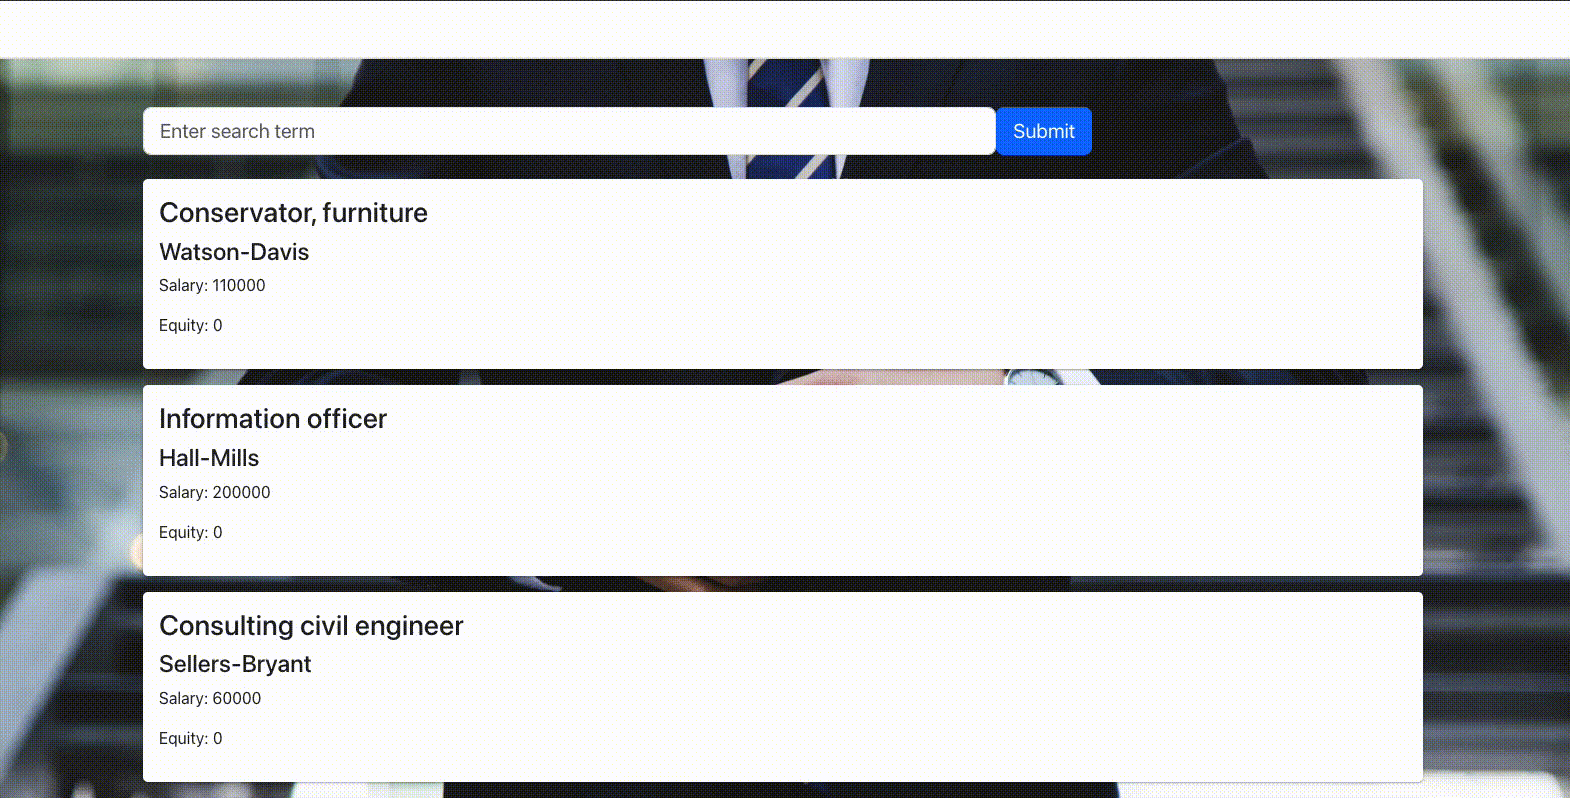 Enter search term
Submit
Conservator, furniture
Watson-Davis
Salary: 110000
Equity: 0
Information officer
Hall-Mills
Salary: 200000
Equity: 0
Consulting civil engineer
Sellers-Bryant
Salary: 60000
Equity: 0